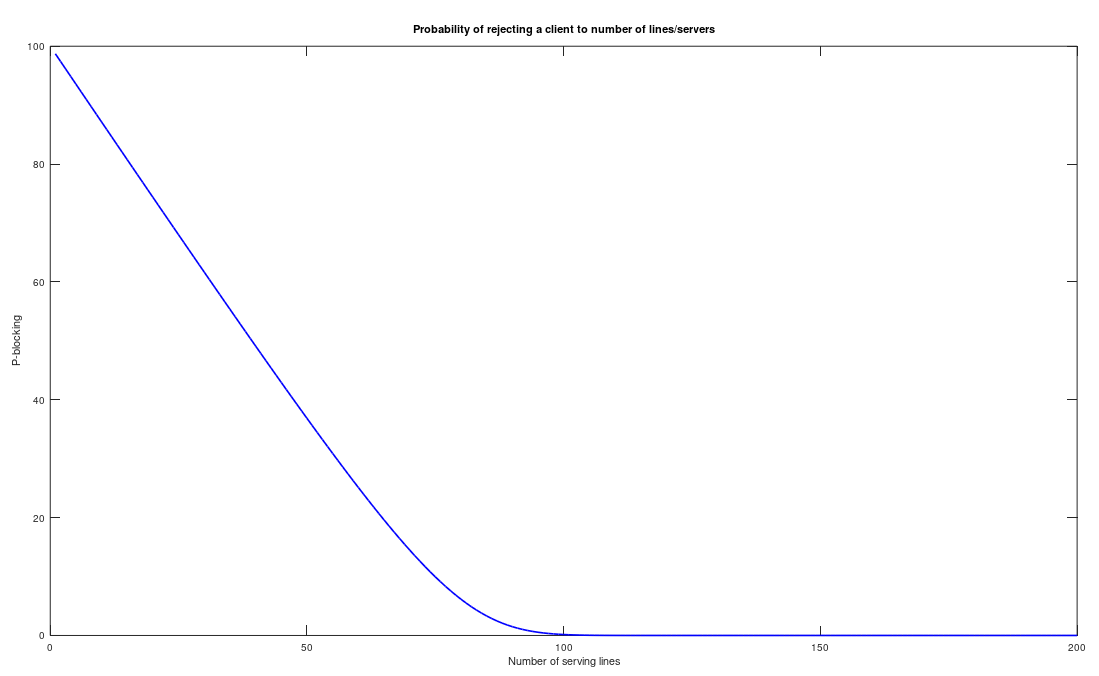 Probability of rejecting a client to number of lines/servers
100
80
60
40
20
0
P-blocking
0 50 100 150 200
Number of serving lines